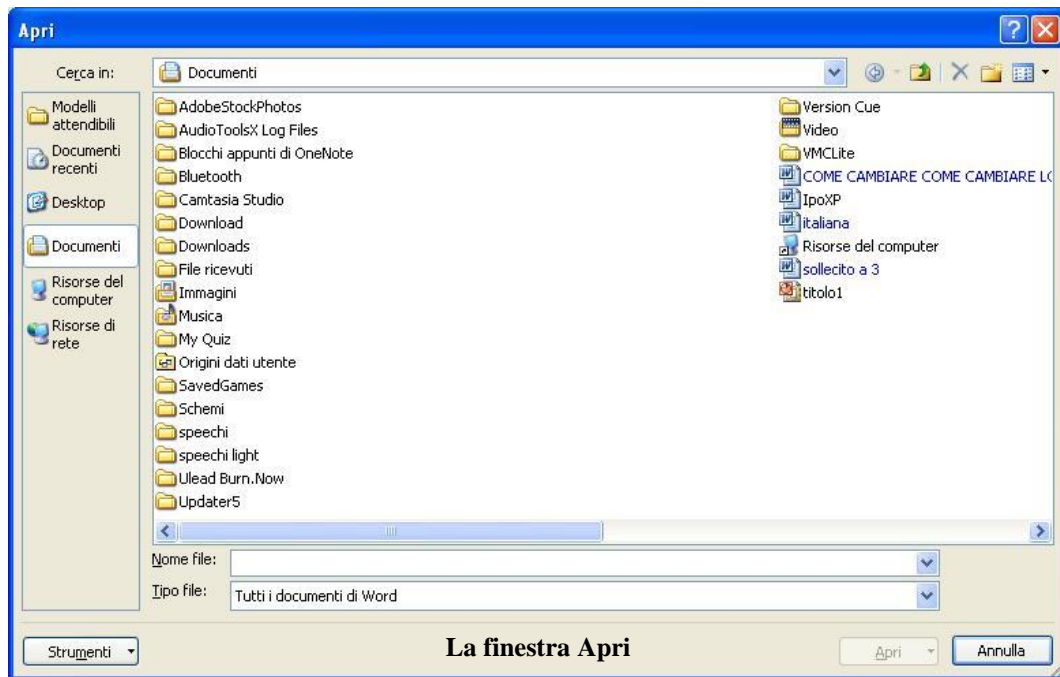 Apri
Cerca in:
Documenti
Modelli
attendibili
Documenti
recenti
Desktop
Documenti
Risorse del
computer
Risorse di
rete
AdobeStockPhotos
AudioToolsX Log Files
Blocchi appunti di OneNote
Bluetooth
Camtasia Studio
Download
Downloads
File ricevuti
Immagini
Musica
My Quiz
Origini dati utente
SavedGames
Schemi
speechi
speechi light
Ulead Burn.Now
Updater5
Version Cue
Video
VMCLite
COME CAMBIARE COME CAMBIARE LO
IpoXP
italiana
Risorse del computer
sollecito a 3
titolo1
Nome file:
Tipo file:
Tutti i documenti di Word
Strumenti
La finestra Apri
Apri
Annulla